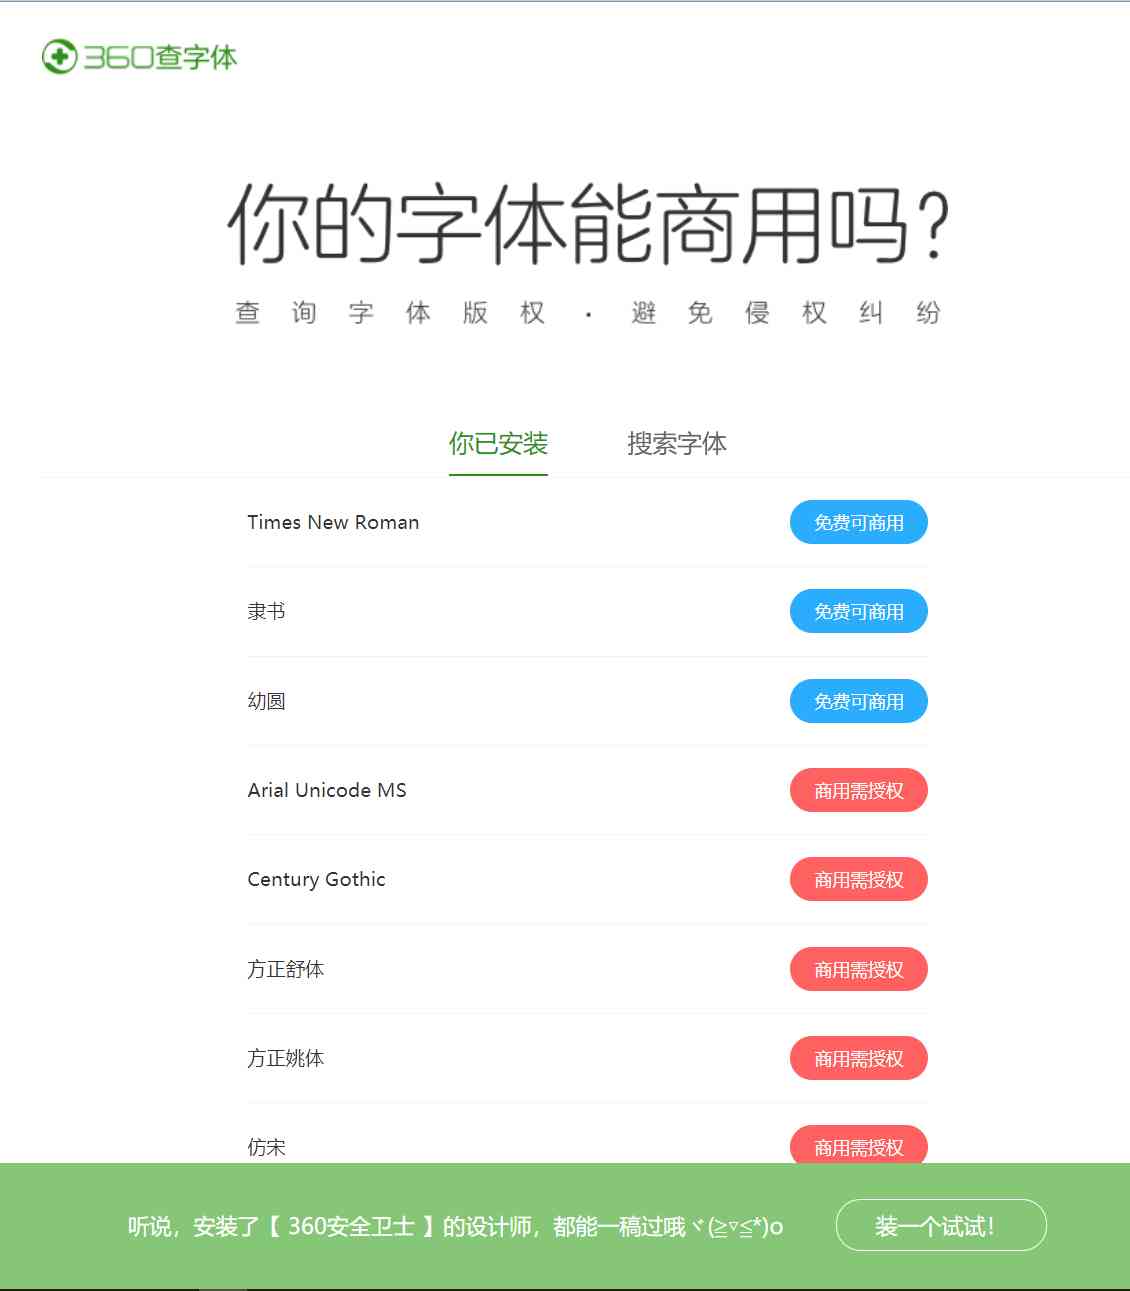 360查字体
你的字体能商用吗?
查询字体版权·避免侵权纠纷
你已安装 搜索字体
Times New Roman 免费可商用
隶书 免费可商用
幼圆 免费可商用
Arial Unicode MS 商用需授权
Century Gothic 商用需授权
方正舒体 商用需授权
方正姚体 商用需授权
仿宋 商用需授权
听说，安装了【 360安全卫士 】的设计师，都能一稿过哦ヾ(≧▿≦*)o 装一个试试！